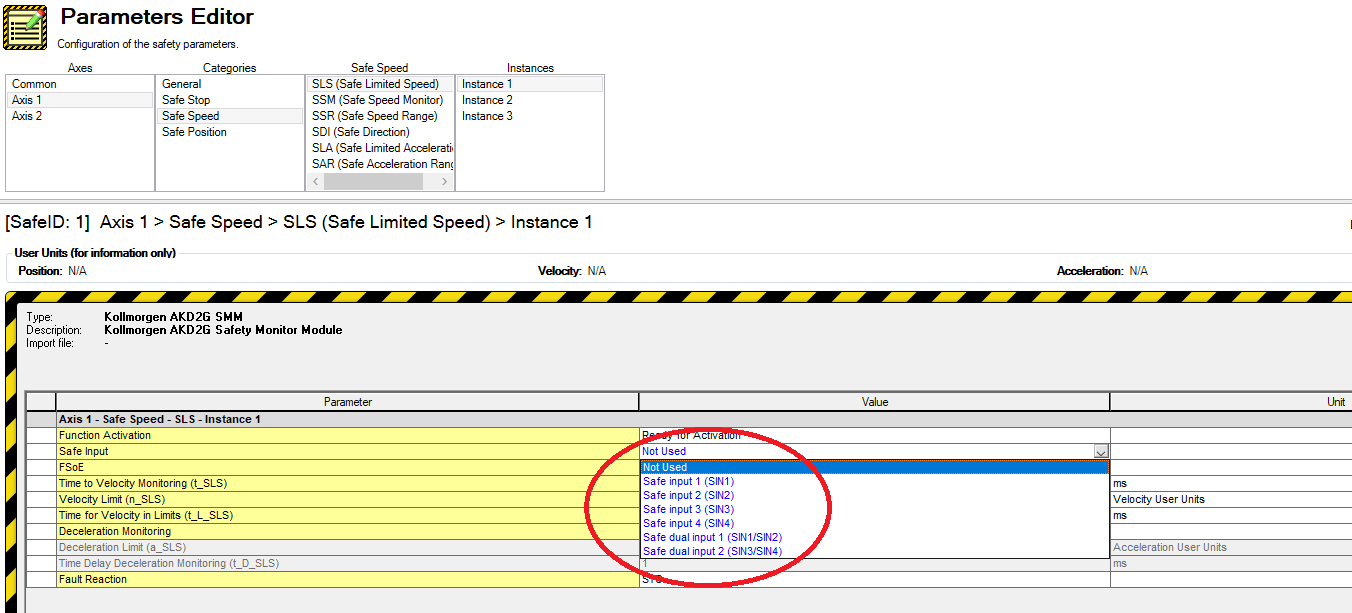 Parameters Editor
Configuration of the safety parameters.
Axes Categories Safe Speed Instances
Common General SLS (Safe Limited Speed) Instance 1
Axis 1 Safe Stop SSM (Safe Speed Monitor) Instance 2
Axis 2 Safe Speed SSR (Safe Speed Range) Instance 3
Safe Position SDI (Safe Direction)
SLA (Safe Limited Accelerati
SAR (Safe Acceleration Rang
[SafeID: 1] Axis 1 > Safe Speed > SLS (Safe Limited Speed) > Instance 1
User Units (for information only)
Position: N/A Velocity: N/A Acceleration: N/A
Type: Kollmorgen AKD2G SMM
Description: Kollmorgen AKD2G Safety Monitor Module
Import file: -
Parameter Value Unit
Axis 1 - Safe Speed - SLS - Instance 1
Function Activation Ready for Activation
Safe Input Not Used
FSoE Not Used
Safe input 1 (SIN1)
Time to Velocity Monitoring (t_SLS) ms
Safe input 2 (SIN2)
Velocity Limit (n_SLS) Velocity User Units
Safe input 3 (SIN3)
Time for Velocity in Limits (t_L_SLS) ms
Safe input 4 (SIN4)
Deceleration Monitoring
Safe dual input 1 (SIN1/SIN2)
Deceleration Limit (a_SLS) Acceleration User Units
Safe dual input 2 (SIN3/SIN4)
Time Delay Deceleration Monitoring (t_D_SLS) 1 ms
Fault Reaction STO